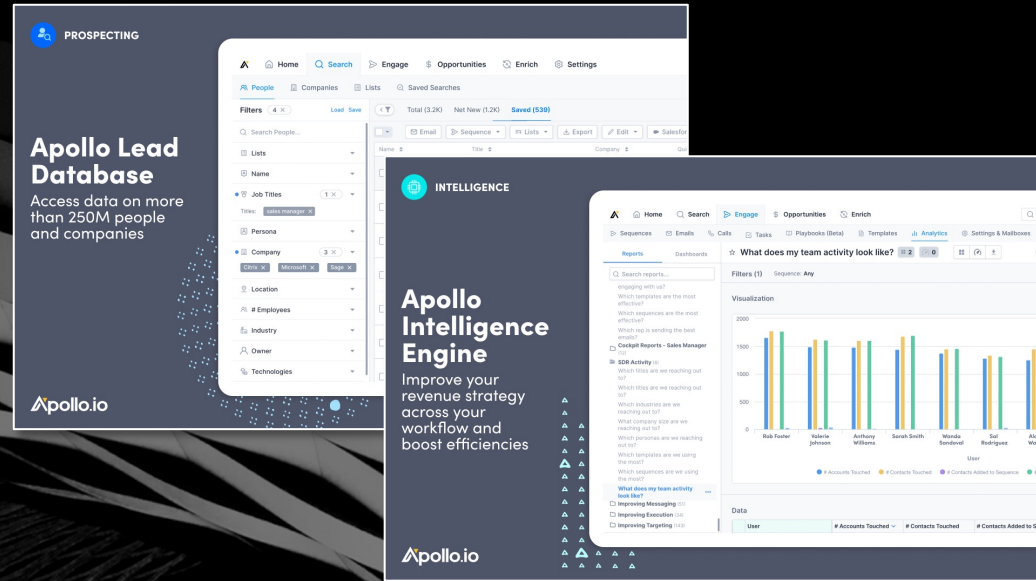 PROSPECTING
Apollo Lead
Database
Access data on more
than 250M people
and companies
Apollo.io
Home Search Engage $ Opportunities Enrich Settings
People Companies Lists Saved Searches
Filters 4 × Load Save
Total (3.2K) Net New (1.2K) Saved (530)
Search People...
Email Sequence Lists Export Edit
Name Title Company
Lists
Name
Job Titles 1 ×
Titles: sales manager ×
Persona
Company 3 ×
Citrix × Microsoft × Sage ×
Location
# Employees
Industry
Owner
Technologies
INTELLIGENCE
Apollo
Intelligence
Engine
Improve your
revenue strategy
across your
workflow and
boost efficiencies
Apollo.io
Home Search Engage $ Opportunities Enrich
Sequences Emails Calls Tasks Playbooks (Beta) Templates Analytics Settings & Mailboxes
Reports Dashboards
What does my team activity look like? 2 0
Search reports...
Filters (1) Sequence: Any
engaging with us?
Which templates are the most
effective?
Which sequences are the most
effective?
Which rep is sending the best
emails?
Cockpit Reports - Sales Manager
SDR Activity
Which titles are we reaching out
to?
Which titles are we reaching out
to?
Which industries are we
reaching out to?
What company size are we
reaching out to?
Which personas are we reaching
out to?
Which templates are we using
the most?
Which sequences are we using
the most?
What does my team activity
look like?
Improving Messaging
Improving Execution
Improving Targeting
Visualization
2000
1500
1000
500
0
Rob Foster
Valerie Johnson
Anthony Williams
Sarah Smith
Wanda Sandoval
Sal Rodriguez
User
# Accounts Touched # Contacts Touched # Contacts Added to Sequence
Data
User # Accounts Touched # Contacts Touched # Contacts Added to S